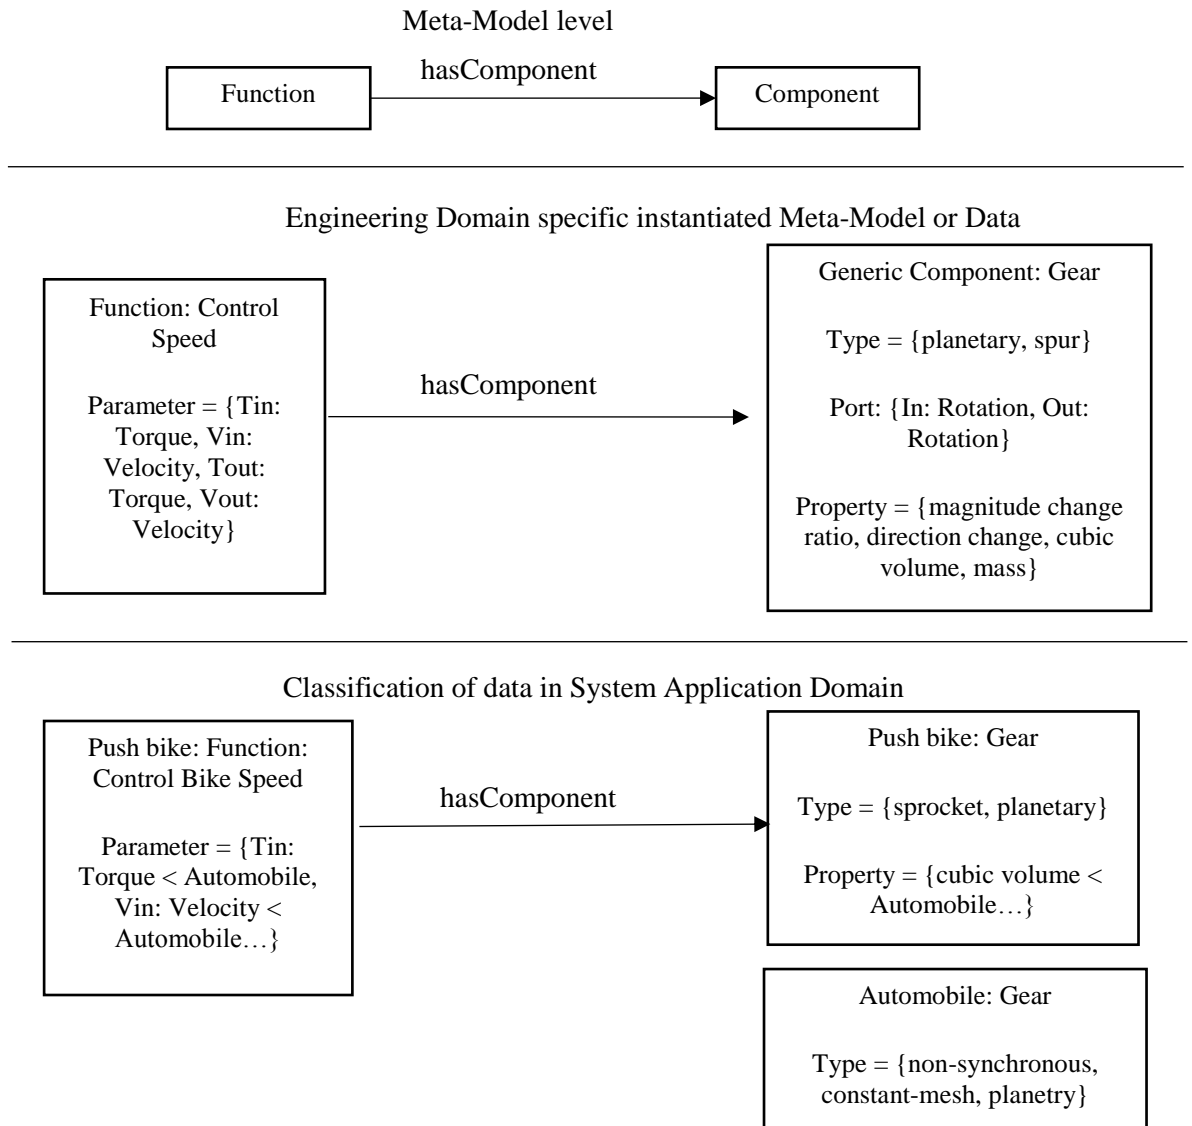 Meta-Model level
hasComponent
Function
Component
Engineering Domain specific instantiated Meta-Model or Data
Function: Control
Speed
Parameter = {Tin:
Torque, Vin:
Velocity, Tout:
Torque, Vout:
Velocity}
hasComponent
Generic Component: Gear
Type = {planetary, spur}
Port: {In: Rotation, Out:
Rotation}
Property = {magnitude change
ratio, direction change, cubic
volume, mass}
Classification of data in System Application Domain
Push bike: Function:
Control Bike Speed
Parameter = {Tin:
Torque < Automobile,
Vin: Velocity <
Automobile…}
hasComponent
Push bike: Gear
Type = {sprocket, planetary}
Property = {cubic volume <
Automobile…}
Automobile: Gear
Type = {non-synchronous,
constant-mesh, planetry}